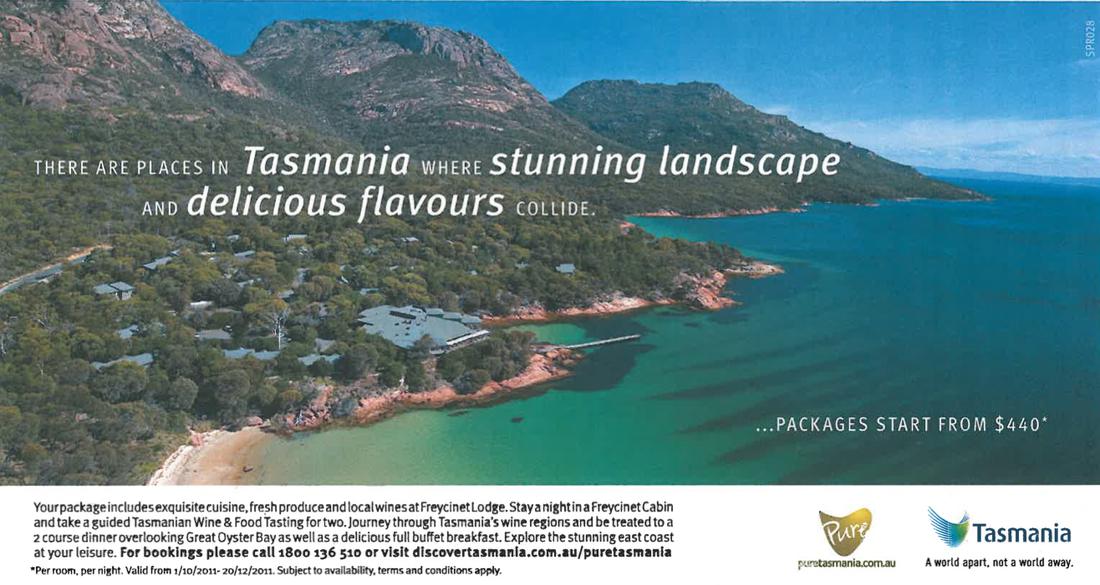 SPR028
THERE ARE PLACES IN Tasmania WHERE stunning landscape
AND delicious flavours COLLIDE.
...PACKAGES START FROM $440*
Your package includes exquisite cuisine, fresh produce and local wines at Freycinet Lodge. Stay a night in a Freycinet Cabin
and take a guided Tasmanian Wine & Food Tasting for two. Journey through Tasmania's wine regions and be treated to a
2 course dinner overlooking Great Oyster Bay as well as a delicious full buffet breakfast. Explore the stunning east coast
at your leisure. For bookings please call 1800 136 510 or visit discovertasmania.com.au/puretasmania
*Per room, per night. Valid from 1/10/2011- 20/12/2011. Subject to availability, terms and conditions apply.
Pure
puretasmania.com.au
Tasmania
A world apart, not a world away.